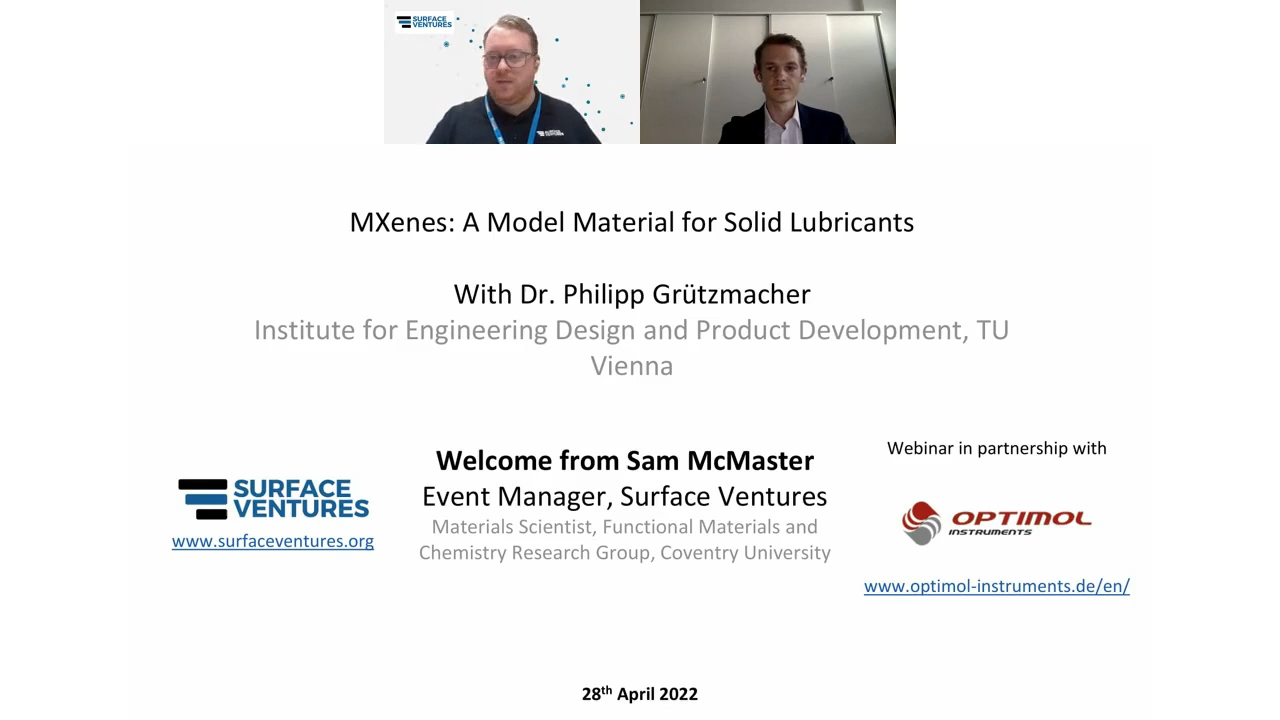 SURFACE
VENTURES
SURFACE
VENTURES
MXenes: A Model Material for Solid Lubricants
With Dr. Philipp Grützmacher
Institute for Engineering Design and Product Development, TU
Vienna
Welcome from Sam McMaster
Event Manager, Surface Ventures
Materials Scientist, Functional Materials and
Chemistry Research Group, Coventry University
SURFACE
VENTURES
www.surfaceventures.org
Webinar in partnership with
OPTIMOL
INSTRUMENTS
www.optimol-instruments.de/en/
28th April 2022